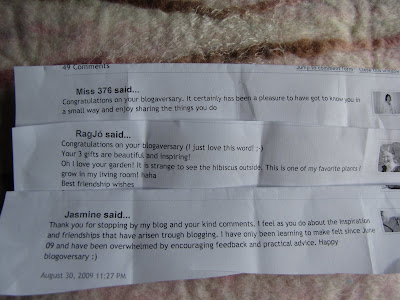 49 Comments
Jump to comment form
Miss 376 said...
Congratulations on your blogaversary. It certainly has been a pleasure to have got to know you in
a small way and enjoy sharing the things you do
RagJó said...
Congratulations on your blogaversary (I just love this word! ;-)
Your 3 gifts are beautiful and inspiring!
Oh I love your garden! It is strange to see the hibiscus outside. This is one of my favorite plants I
grow in my living room! haha
Best friendship wishes
Jasmine said...
Thank you for stopping by my blog and your kind comments. I feel as you do about the inspiration
and friendships that have arisen trough blogging. I have only been learning to make felt since June
09 and have been overwhelmed by encouraging feedback and practical advice. Happy
blogoversary :)
August 30, 2009 11:27 PM